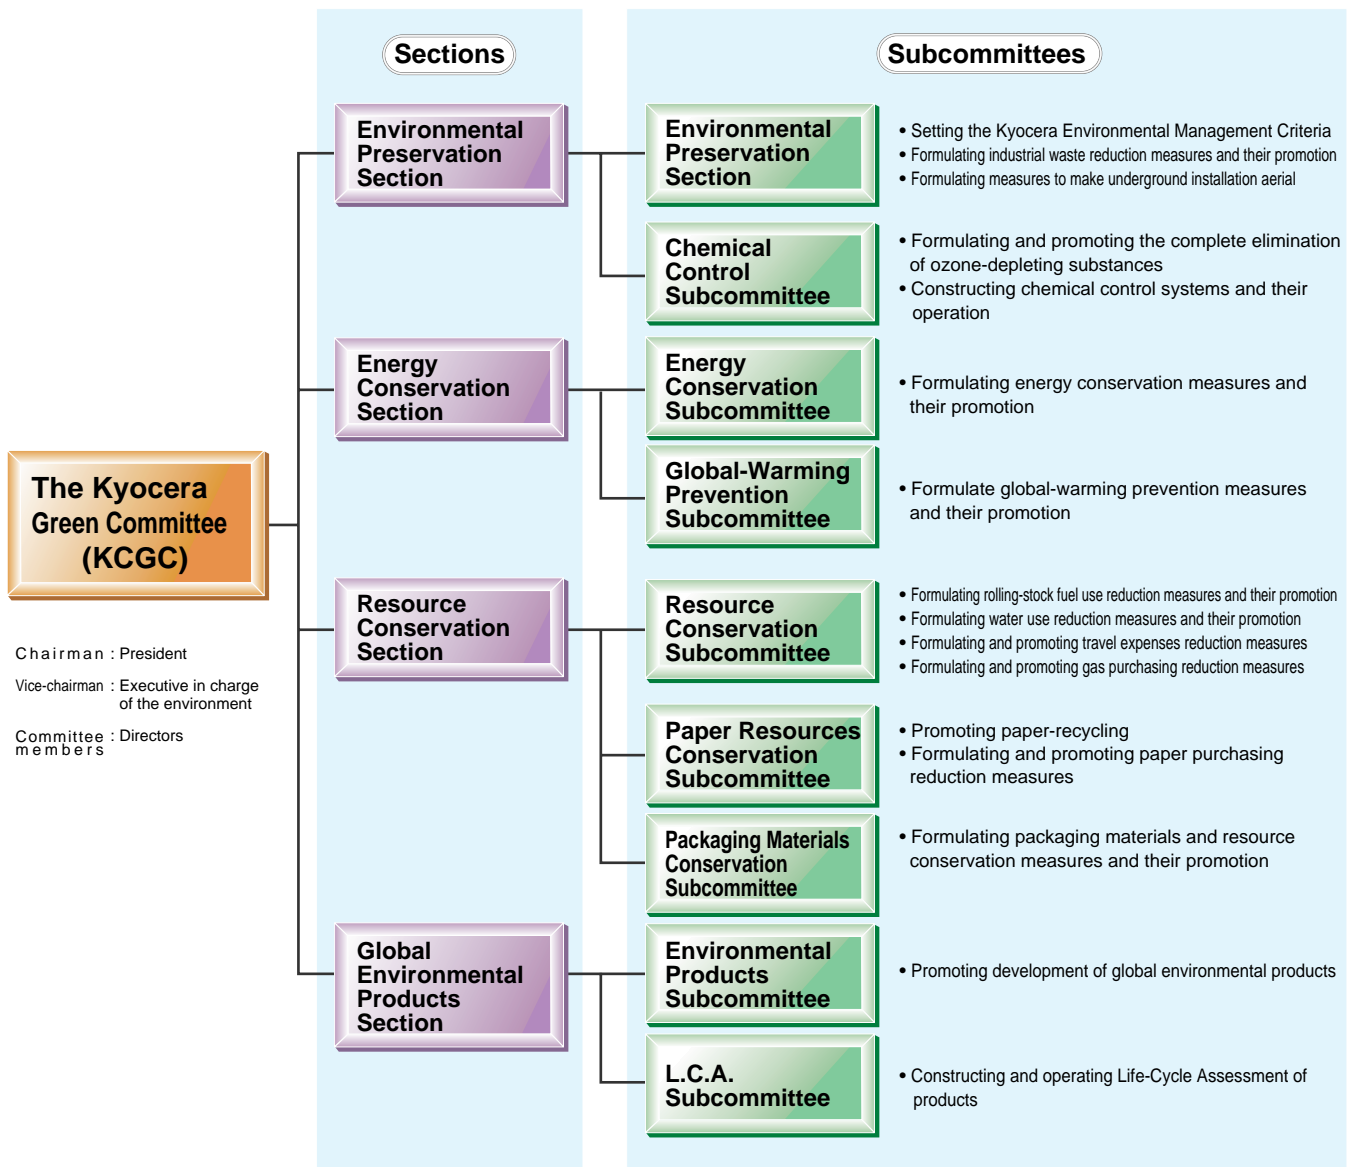 Sections
Subcommittees
The Kyocera
Green Committee
(KCGC)
Chairman : President
Vice-chairman : Executive in charge
of the environment
Committee : Directors
members
Environmental
Preservation
Section
Environmental
Preservation
Section
• Setting the Kyocera Environmental Management Criteria
• Formulating industrial waste reduction measures and their promotion
• Formulating measures to make underground installation aerial
Chemical
Control
Subcommittee
• Formulating and promoting the complete elimination
of ozone-depleting substances
• Constructing chemical control systems and their
operation
Energy
Conservation
Section
Energy
Conservation
Subcommittee
• Formulating energy conservation measures and
their promotion
Global-Warming
Prevention
Subcommittee
• Formulate global-warming prevention measures
and their promotion
Resource
Conservation
Section
Resource
Conservation
Subcommittee
• Formulating rolling-stock fuel use reduction measures and their promotion
• Formulating water use reduction measures and their promotion
• Formulating and promoting travel expenses reduction measures
• Formulating and promoting gas purchasing reduction measures
Paper Resources
Conservation
Subcommittee
• Promoting paper-recycling
• Formulating and promoting paper purchasing
reduction measures
Packaging Materials
Conservation
Subcommittee
• Formulating packaging materials and resource
conservation measures and their promotion
Global
Environmental
Products
Section
Environmental
Products
Subcommittee
• Promoting development of global environmental products
L.C.A.
Subcommittee
• Constructing and operating Life-Cycle Assessment of
products